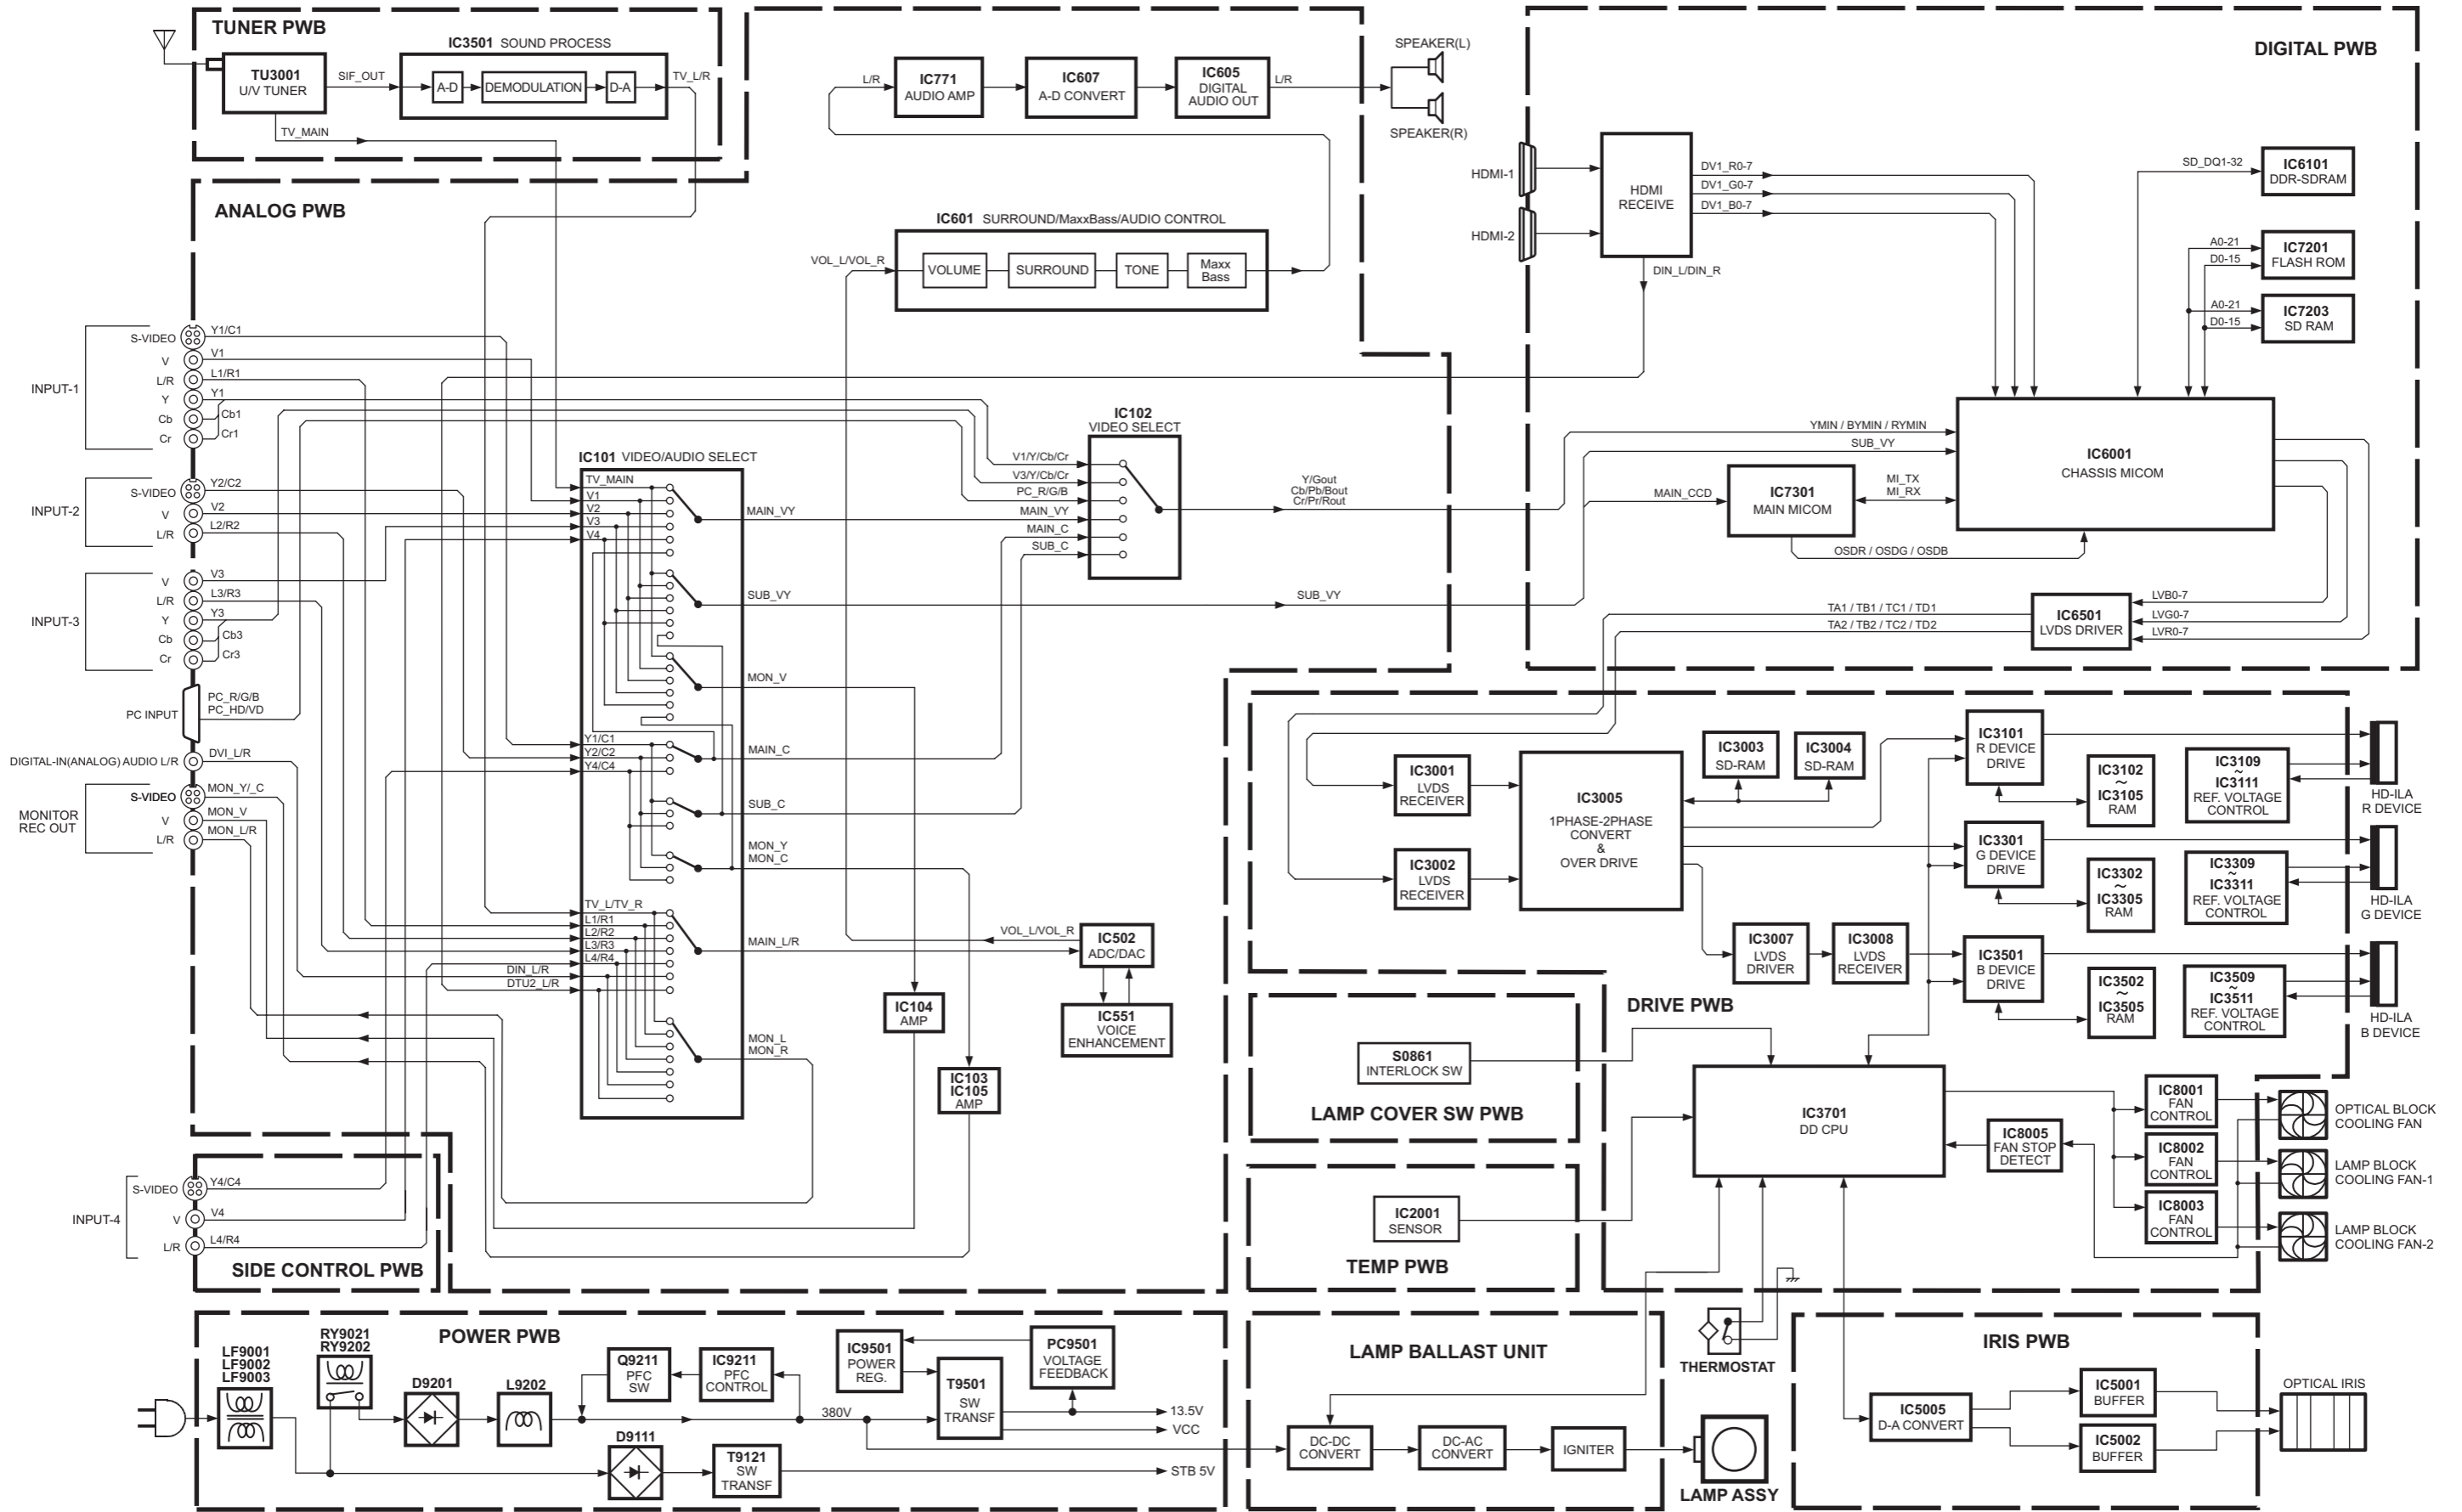 TUNER PWB
IC3501 SOUND PROCESS
TU3001
U/V TUNER
SIF_OUT
A-D
DEMODULATION
D-A
TV_L/R
TV_MAIN
ANALOG PWB
L/R
IC771
AUDIO AMP
IC607
A-D CONVERT
IC605
DIGITAL
AUDIO OUT
L/R
SPEAKER(L)
SPEAKER(R)
IC601 SURROUND/MaxxBass/AUDIO CONTROL
VOL_L/VOL_R
VOLUME
SURROUND
TONE
Maxx
Bass
DIGITAL PWB
HDMI-1
HDMI-2
HDMI
RECEIVE
DV1_R0-7
DV1_G0-7
DV1_B0-7
DIN_L/DIN_R
SD_DQ1-32
IC6101
DDR-SDRAM
A0-21
D0-15
IC7201
FLASH ROM
A0-21
D0-15
IC7203
SD RAM
YMIN / BYMIN / RYMIN
SUB_VY
IC6001
CHASSIS MICOM
MAIN_CCD
IC7301
MAIN MICOM
MI_TX
MI_RX
OSDR / OSDG / OSDB
TA1 / TB1 / TC1 / TD1
TA2 / TB2 / TC2 / TD2
IC6501
LVDS DRIVER
LVB0-7
LVG0-7
LVR0-7
INPUT-1
S-VIDEO
Y1/C1
V
V1
L/R
L1/R1
Y
Y1
Cb
Cb1
Cr
Cr1
INPUT-2
S-VIDEO
Y2/C2
V
V2
L/R
L2/R2
INPUT-3
V
V3
L/R
L3/R3
Y
Y3
Cb
Cb3
Cr
Cr3
PC INPUT
PC_R/G/B
PC_HD/VD
DIGITAL-IN(ANALOG) AUDIO L/R
DVI_L/R
MONITOR
REC OUT
S-VIDEO
MON_Y/_C
V
MON_V
L/R
MON_L/R
IC101 VIDEO/AUDIO SELECT
TV_MAIN
V1
V2
V3
V4
MAIN_VY
SUB_VY
MON_V
Y1/C1
Y2/C2
Y4/C4
MAIN_C
SUB_C
MON_Y
MON_C
TV_L/TV_R
L1/R1
L2/R2
L3/R3
L4/R4
DIN_L/R
DTU2_L/R
MAIN_L/R
MON_L
MON_R
IC102
VIDEO SELECT
V1/Y/Cb/Cr
V3/Y/Cb/Cr
PC_R/G/B
MAIN_VY
MAIN_C
SUB_C
Y/Gout
Cb/Pb/Bout
Cr/Pr/Rout
SUB_VY
VOL_L/VOL_R
IC502
ADC/DAC
IC551
VOICE
ENHANCEMENT
IC104
AMP
IC103
IC105
AMP
INPUT-4
S-VIDEO
Y4/C4
V
V4
L/R
L4/R4
SIDE CONTROL PWB
IC3001
LVDS
RECEIVER
IC3002
LVDS
RECEIVER
IC3005
1PHASE-2PHASE
CONVERT
&
OVER DRIVE
IC3003
SD-RAM
IC3004
SD-RAM
IC3007
LVDS
DRIVER
IC3008
LVDS
RECEIVER
IC3101
R DEVICE
DRIVE
IC3102
~
IC3105
RAM
IC3109
~
IC3111
REF. VOLTAGE
CONTROL
HD-ILA
R DEVICE
IC3301
G DEVICE
DRIVE
IC3302
~
IC3305
RAM
IC3309
~
IC3311
REF. VOLTAGE
CONTROL
HD-ILA
G DEVICE
IC3501
B DEVICE
DRIVE
IC3502
~
IC3505
RAM
IC3509
~
IC3511
REF. VOLTAGE
CONTROL
HD-ILA
B DEVICE
DRIVE PWB
S0861
INTERLOCK SW
LAMP COVER SW PWB
IC2001
SENSOR
TEMP PWB
IC3701
DD CPU
IC8005
FAN STOP
DETECT
IC8001
FAN
CONTROL
IC8002
FAN
CONTROL
IC8003
FAN
CONTROL
OPTICAL BLOCK
COOLING FAN
LAMP BLOCK
COOLING FAN-1
LAMP BLOCK
COOLING FAN-2
POWER PWB
LF9001
LF9002
LF9003
RY9021
RY9202
D9201
L9202
Q9211
PFC
SW
IC9211
PFC
CONTROL
380V
IC9501
POWER
REG.
T9501
SW
TRANSF
PC9501
VOLTAGE
FEEDBACK
13.5V
VCC
D9111
T9121
SW
TRANSF
STB 5V
LAMP BALLAST UNIT
DC-DC
CONVERT
DC-AC
CONVERT
IGNITER
LAMP ASSY
THERMOSTAT
IRIS PWB
IC5005
D-A CONVERT
IC5001
BUFFER
IC5002
BUFFER
OPTICAL IRIS